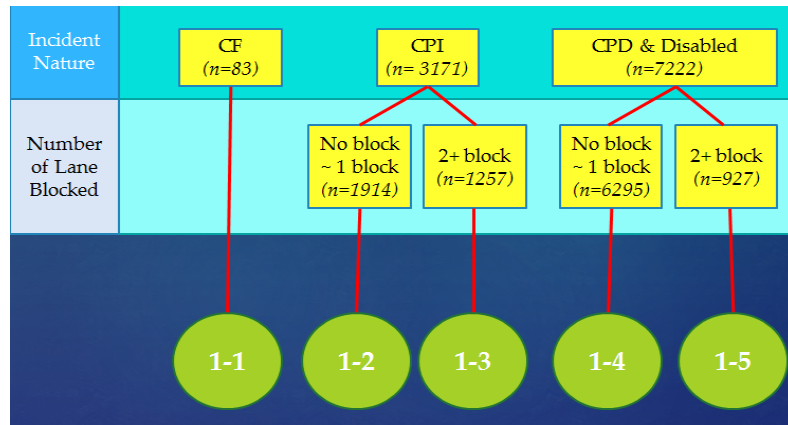 Incident
Nature
CF
(n=83)
CPI
(n= 3171)
CPD & Disabled
(n=7222)
Number
of Lane
Blocked
No block
~ 1 block
(n=1914)
2+ block
(n=1257)
No block
~ 1 block
(n=6295)
2+ block
(n=927)
1-1
1-2
1-3
1-4
1-5